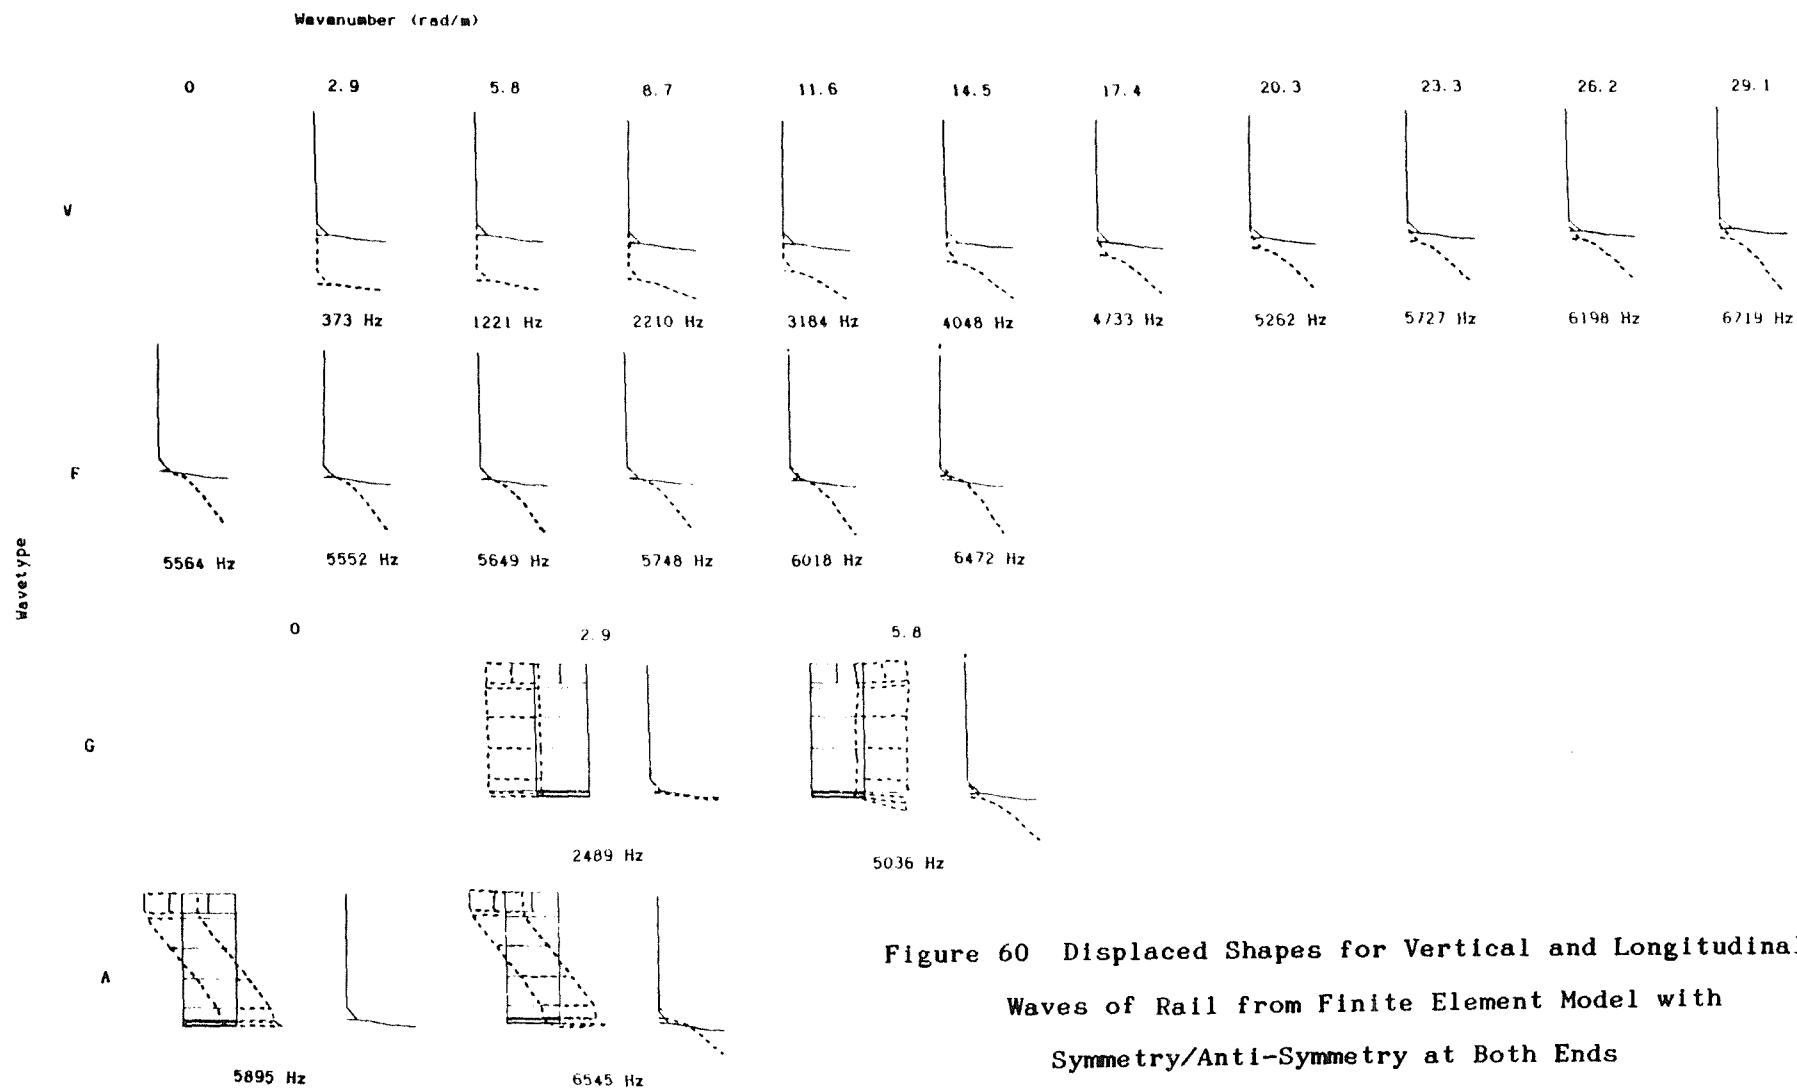 Wavenumber (rad/m)
0 2.9 5.8 8.7 11.6 14.5 17.4 20.3 23.3 26.2 29.1
V
373 Hz 1221 Hz 2210 Hz 3184 Hz 4048 Hz 4733 Hz 5262 Hz 5727 Hz 6198 Hz 6719 Hz
F
5564 Hz 5552 Hz 5649 Hz 5748 Hz 6018 Hz 6472 Hz
Wavetype
0 2.9 5.8
G
2489 Hz 5036 Hz
A
5895 Hz 6545 Hz
Figure 60 Displaced Shapes for Vertical and Longitudinal
Waves of Rail from Finite Element Model with
Symmetry/Anti-Symmetry at Both Ends